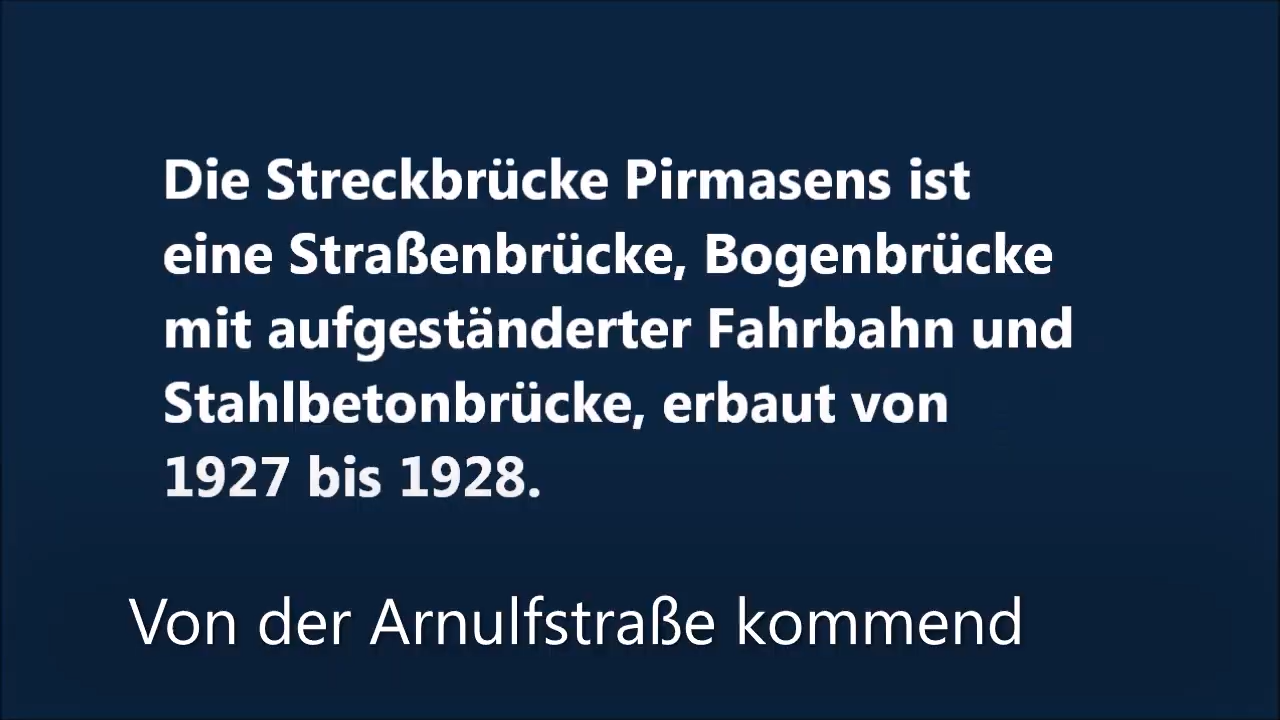 Die Streckbrücke Pirmasens ist
eine Straßenbrücke, Bogenbrücke
mit aufgeständerter Fahrbahn und
Stahlbetonbrücke, erbaut von
1927 bis 1928.
Von der Arnulfstraße kommend